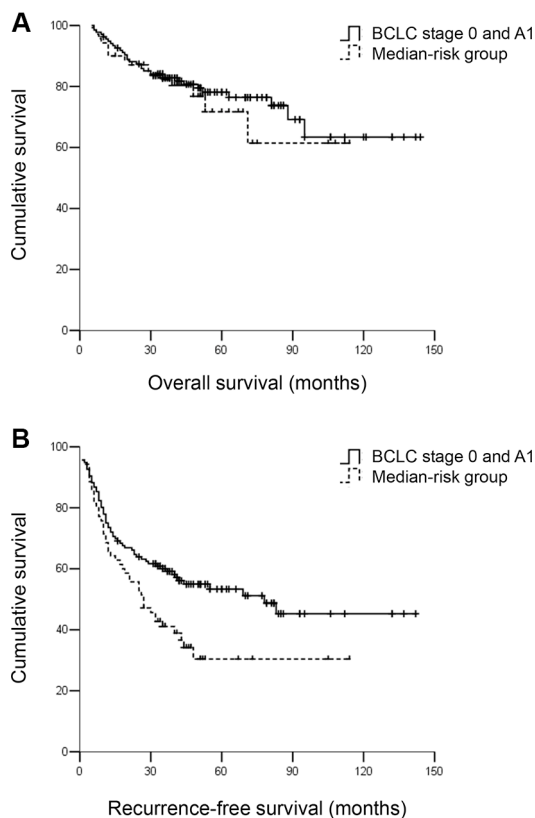 A
BCLC stage 0 and A1
Median-risk group
Cumulative survival
100
80
60
40
20
0
0 30 60 90 120 150
Overall survival (months)
B
BCLC stage 0 and A1
Median-risk group
Cumulative survival
100
80
60
40
20
0
0 30 60 90 120 150
Recurrence-free survival (months)